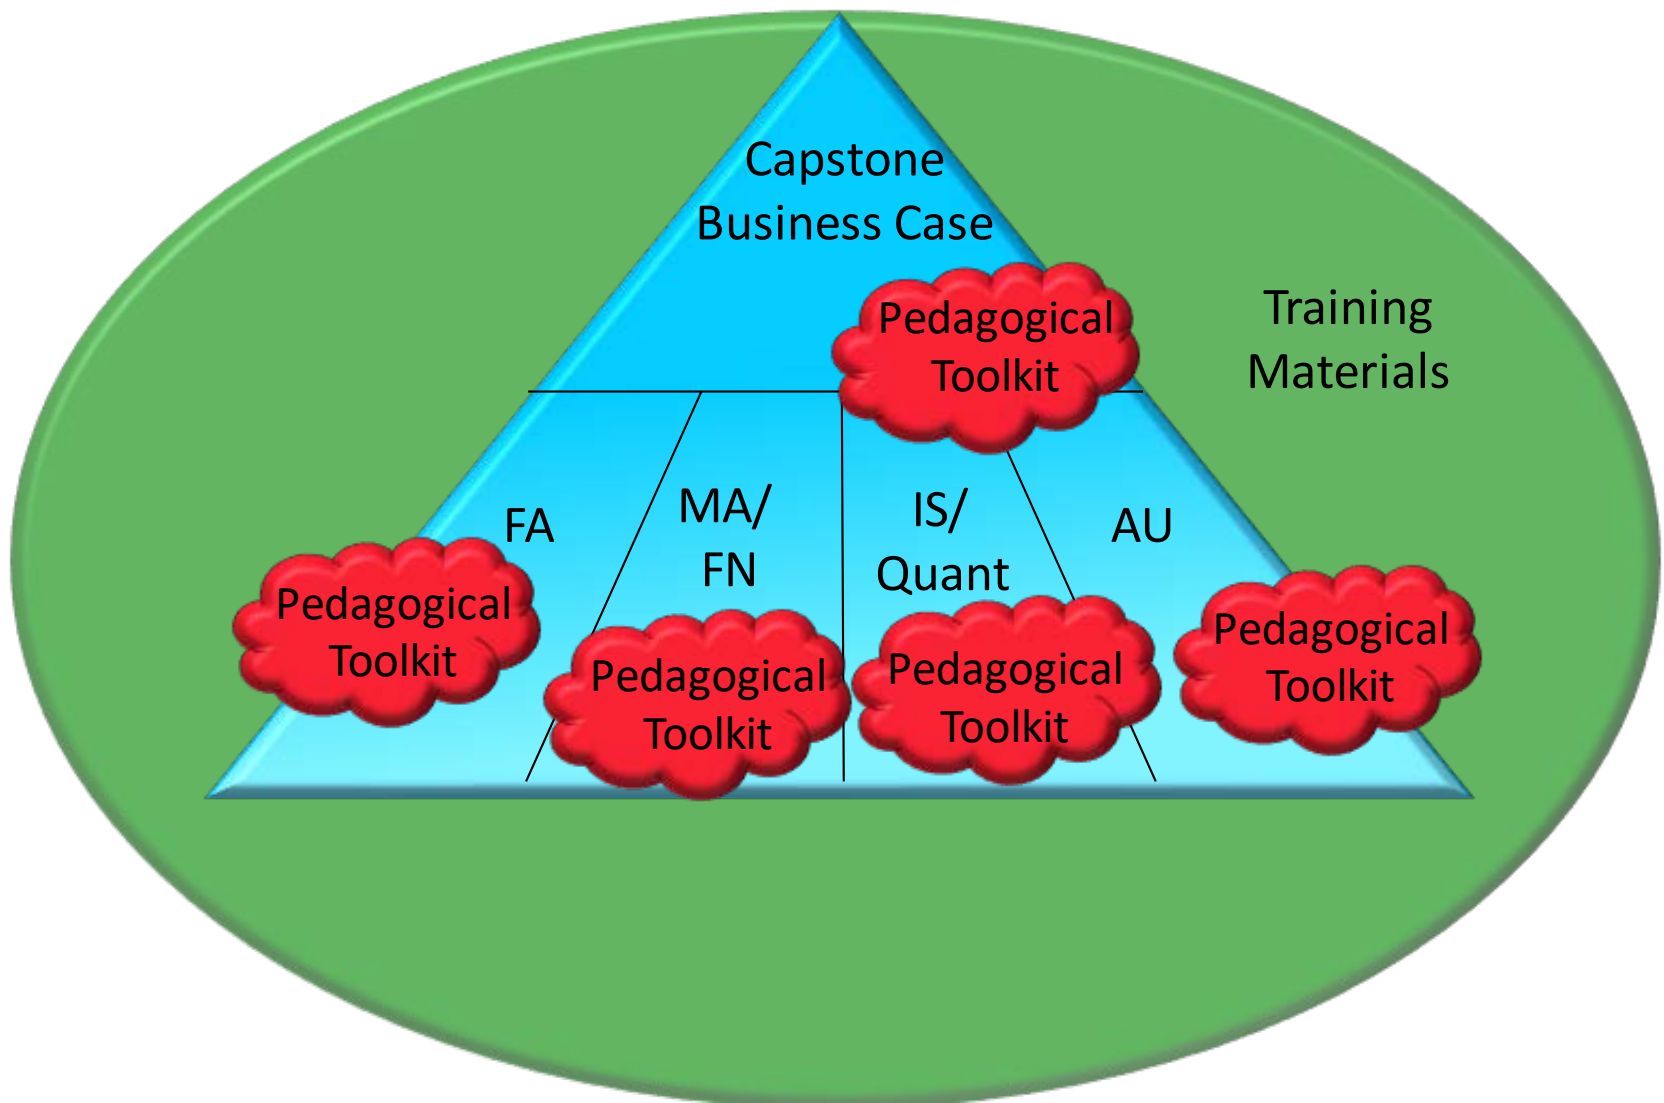 Capstone
Business Case
Pedagogical
Toolkit
Training
Materials
FA
MA/
FN
IS/
Quant
AU
Pedagogical
Toolkit
Pedagogical
Toolkit
Pedagogical
Toolkit
Pedagogical
Toolkit